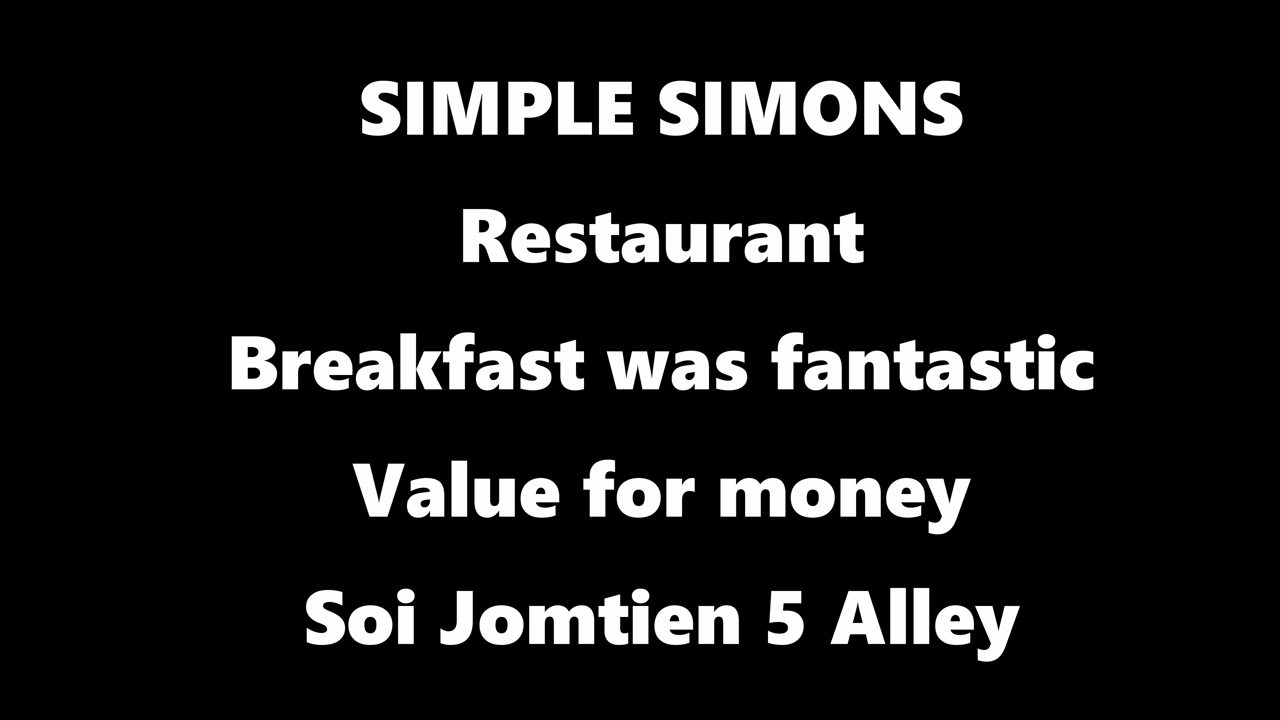 SIMPLE SIMONS
Restaurant
Breakfast was fantastic
Value for money
Soi Jomtien 5 Alley